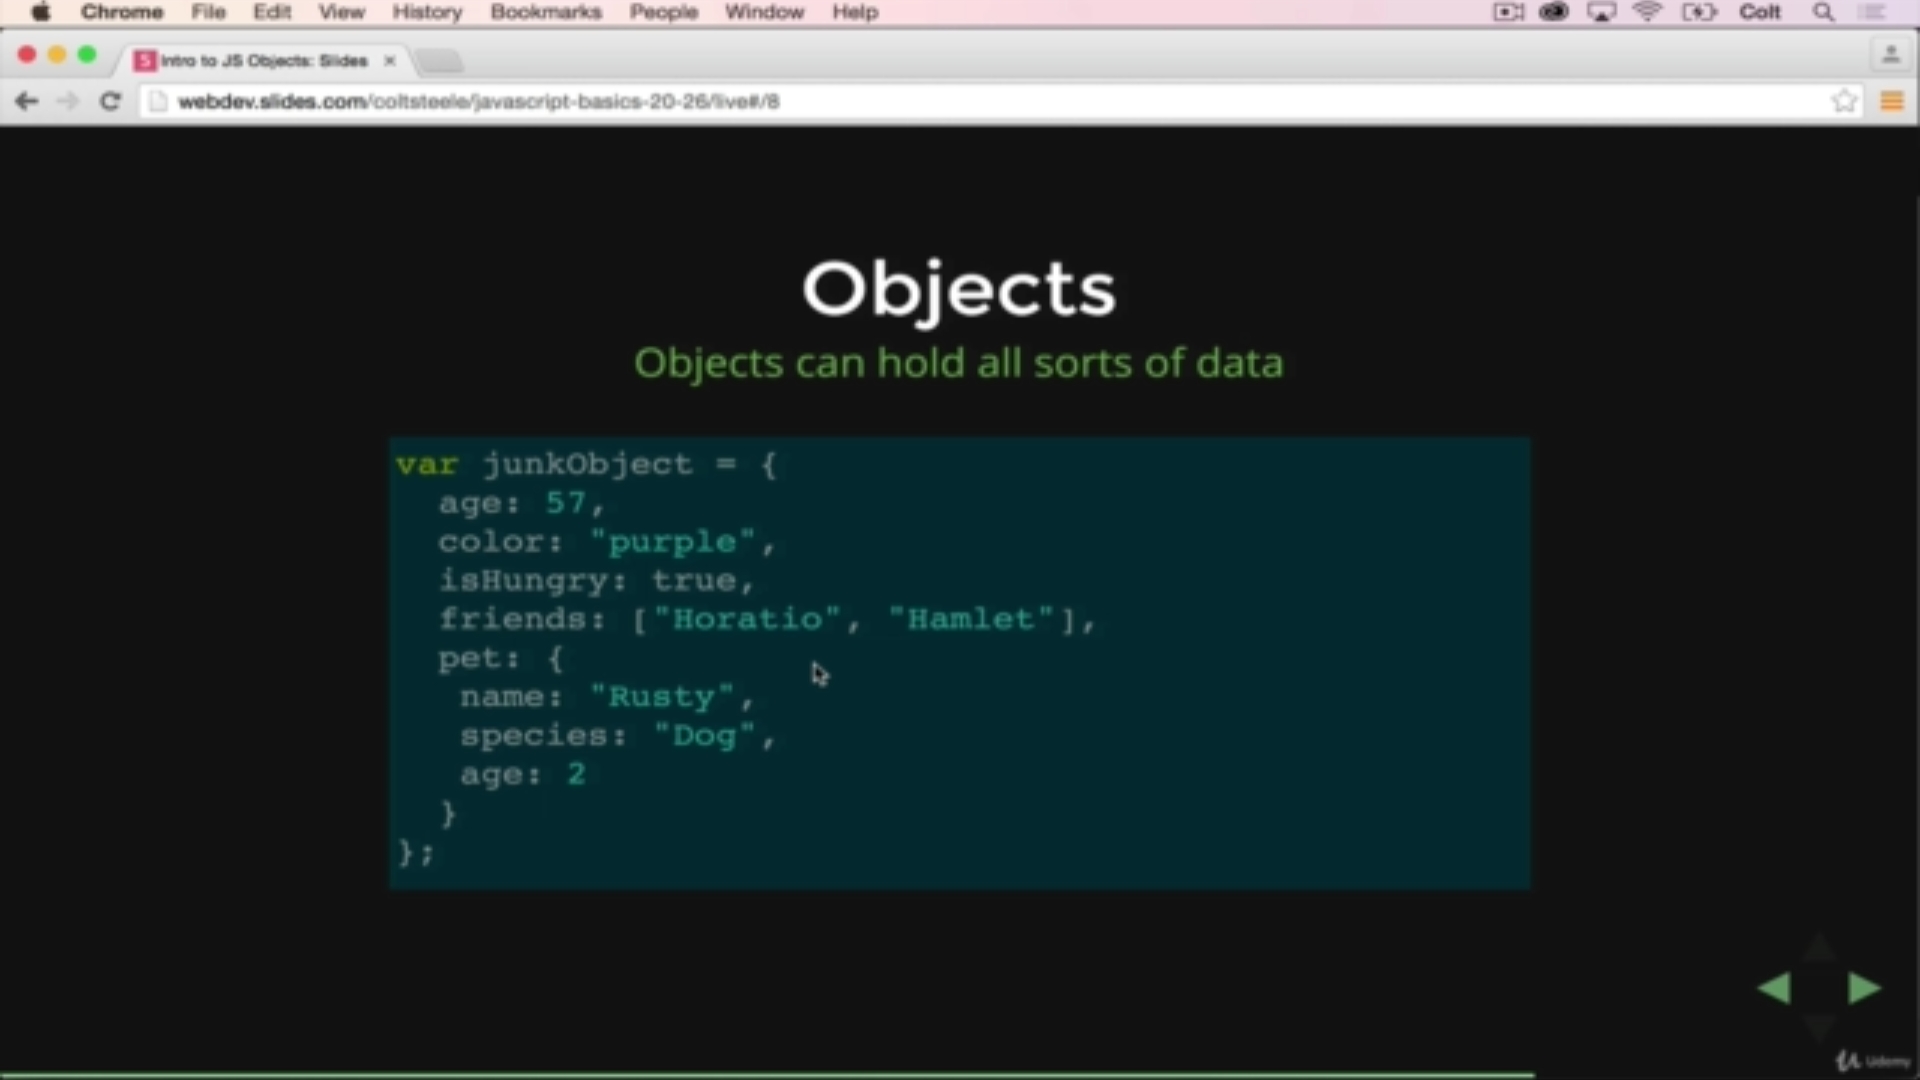 Chrome File Edit View History Bookmarks People Window Help Colt
S Intro to JS Objects: Slides
webdev.slides.com/coltsteele/javascript-basics-20-26/live#/8
Objects
Objects can hold all sorts of data
var junkObject = {
age: 57,
color: "purple",
isHungry: true,
friends: ["Horatio", "Hamlet"],
pet: {
name: "Rusty",
species: "Dog",
age: 2
}
};
Udemy